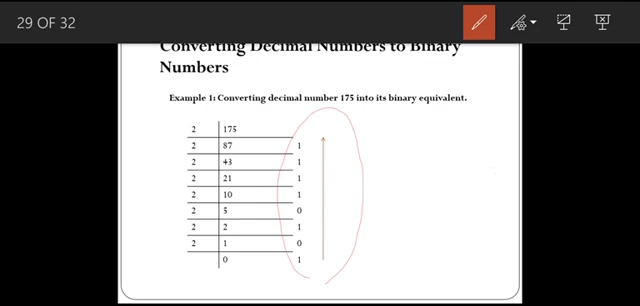 29 OF 32
Converting Decimal Numbers to Binary
Numbers
Example 1: Converting decimal number 175 into its binary equivalent.
2 175
2 87 1
2 43 1
2 21 1
2 10 1
2 5 0
2 2 1
2 1 0
0 1